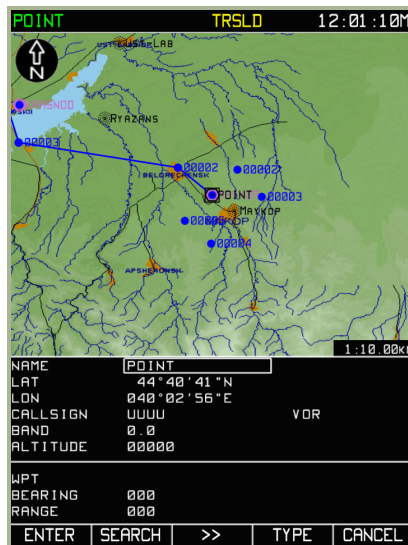 POINT TRSLD 12:01:10M
UST-LAB
N
RYAZANS
00003
00002
00002
BELORECHENSK
POINT
00003
MAYKOP
00004
APSHERONSK
1:10.00KM
NAME POINT
LAT 44°40'41"N
LON 040°02'56"E
CALLSIGN UUUU VOR
BAND 0.0
ALTITUDE 00000
WPT
BEARING 000
RANGE 000
ENTER SEARCH >> TYPE CANCEL